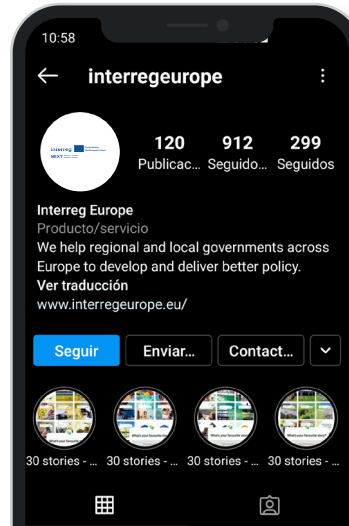 10:58
interregeurope
Interreg
NEXT
120 912 299
Publicac... Seguido... Seguidos
Interreg Europe
Producto/servicio
We help regional and local governments across
Europe to develop and deliver better policy.
Ver traducción
www.interregeurope.eu/
Seguir Enviar... Contact...
30 stories - ... 30 stories - ... 30 stories - ... 30 stories - ...